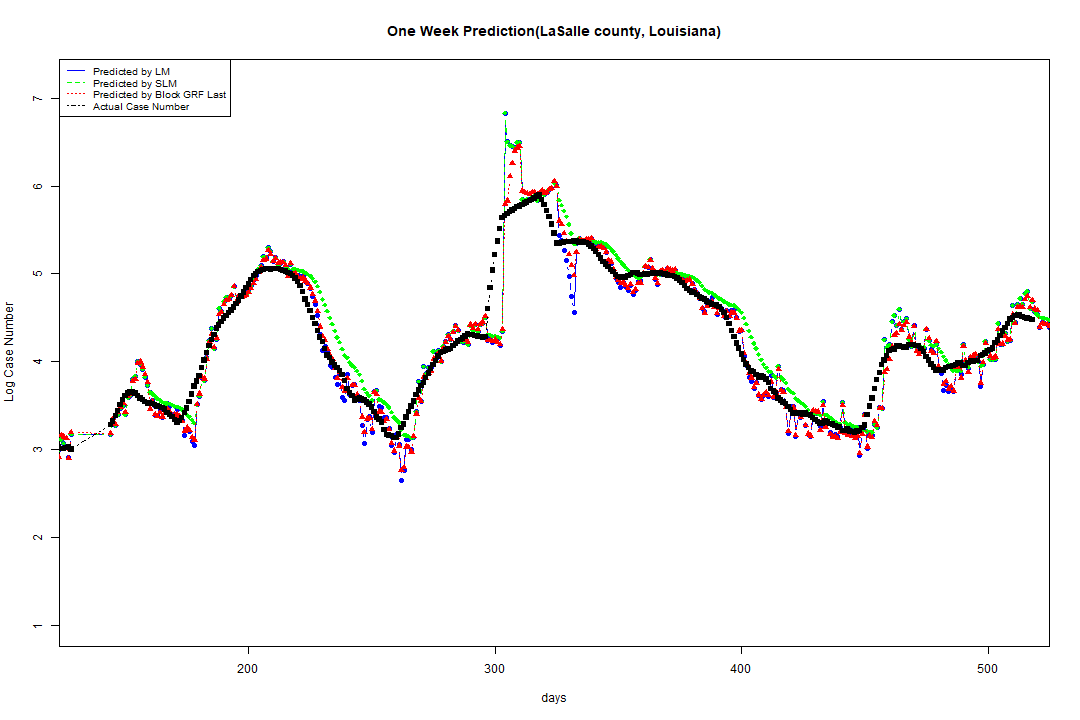 One Week Prediction(LaSalle county, Louisiana)
Predicted by LM
Predicted by SLM
Predicted by Block GRF Last
Actual Case Number
7
6
5
4
3
2
1
Log Case Number
200 300 400 500
days